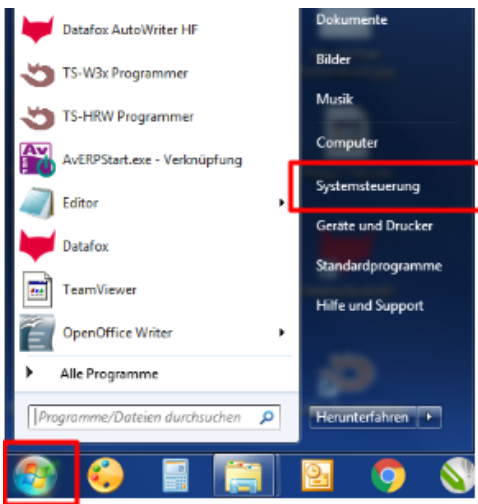 Datafox AutoWriter HF
TS-W3x Programmer
TS-HRW Programmer
AvERPStart.exe - Verknüpfung
Editor
Datafox
TeamViewer
OpenOffice Writer
Alle Programme
Programme/Dateien durchsuchen
Dokumente
Bilder
Musik
Computer
Systemsteuerung
Geräte und Drucker
Standardprogramme
Hilfe und Support
Herunterfahren